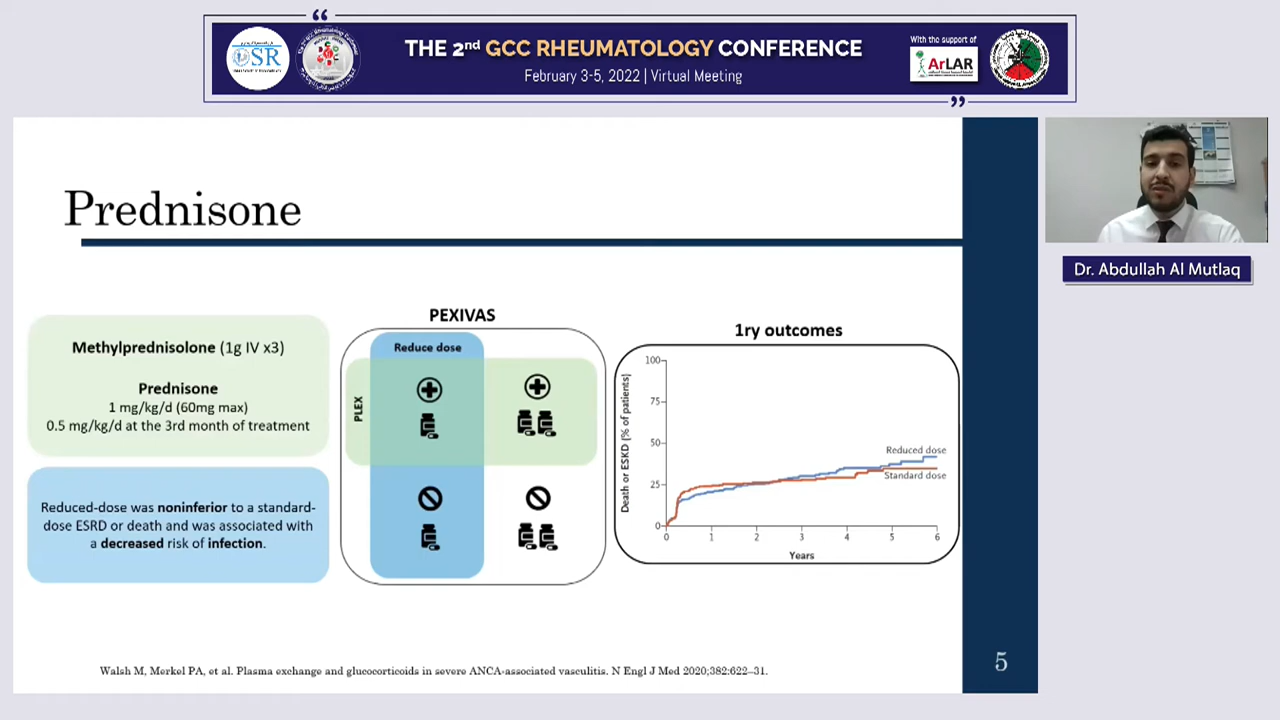 THE 2nd GCC RHEUMATOLOGY CONFERENCE
February 3-5, 2022 | Virtual Meeting
OSR
With the support of
ArLAR
Dr. Abdullah Al Mutlaq
Prednisone
Methylprednisolone (1g IV x3)
Prednisone
1 mg/kg/d (60mg max)
0.5 mg/kg/d at the 3rd month of treatment
Reduced-dose was noninferior to a standard-
dose ESRD or death and was associated with
a decreased risk of infection.
PEXIVAS
Reduce dose
PLEX
1ry outcomes
Death or ESKD (% of patients)
100
75
50
25
0
Reduced dose
Standard dose
0 1 2 3 4 5 6
Years
Walsh M, Merkel PA, et al. Plasma exchange and glucocorticoids in severe ANCA-associated vasculitis. N Engl J Med 2020;382:622–31.
5